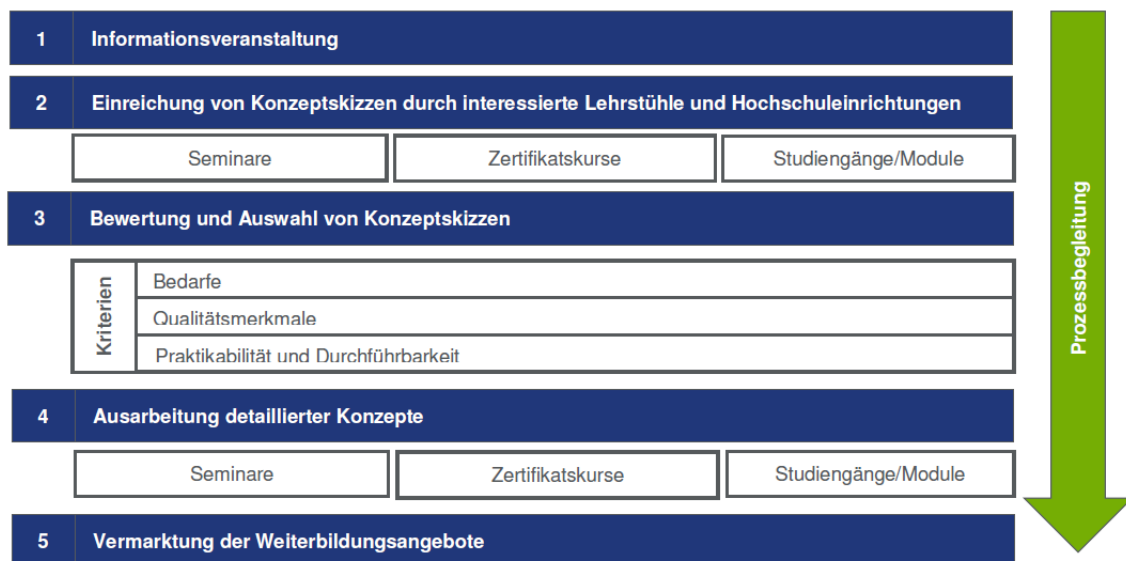 1 Informationsveranstaltung
2 Einreichung von Konzeptskizzen durch interessierte Lehrstühle und Hochschuleinrichtungen
Seminare Zertifikatskurse Studiengänge/Module
3 Bewertung und Auswahl von Konzeptskizzen
Kriterien
Bedarfe
Qualitätsmerkmale
Praktikabilität und Durchführbarkeit
4 Ausarbeitung detaillierter Konzepte
Seminare Zertifikatskurse Studiengänge/Module
5 Vermarktung der Weiterbildungsangebote
Prozessbegleitung